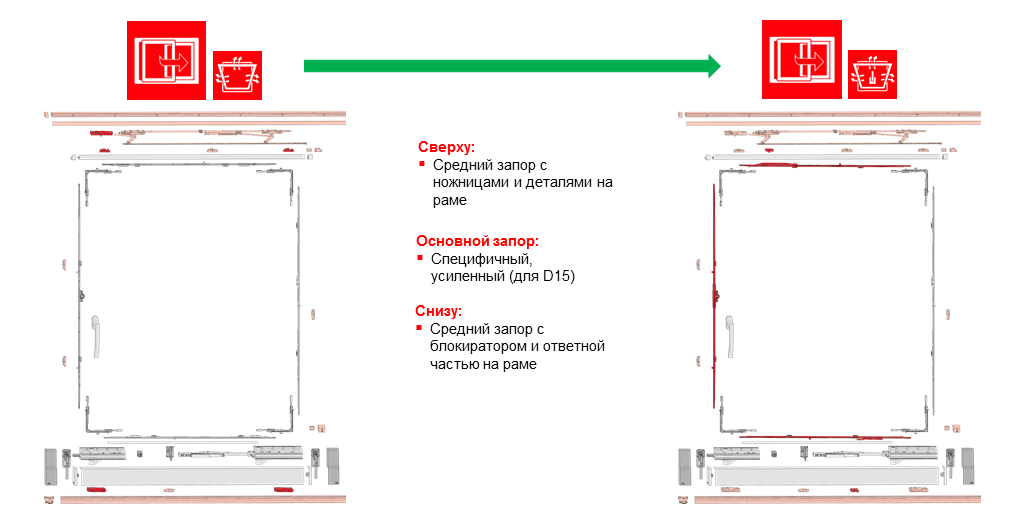 Сверху:
▪ Средний запор с
ножницами и деталями на
раме
Основной запор:
▪ Специфичный,
усиленный (для D15)
Снизу:
▪ Средний запор с
блокиратором и ответной
частью на раме